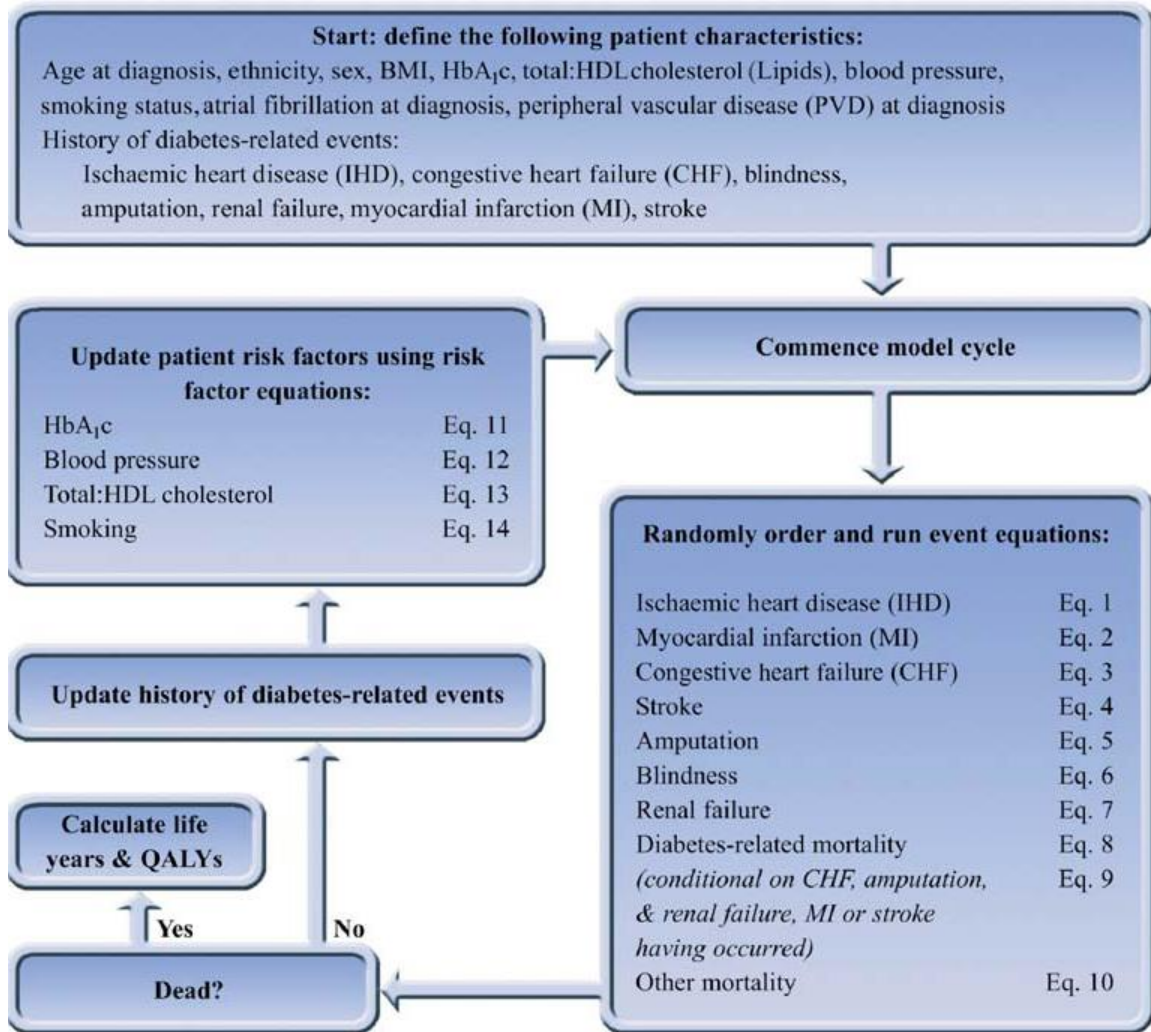 Start: define the following patient characteristics:
Age at diagnosis, ethnicity, sex, BMI, HbA₁c, total:HDL cholesterol (Lipids), blood pressure,
smoking status, atrial fibrillation at diagnosis, peripheral vascular disease (PVD) at diagnosis
History of diabetes-related events:
Ischaemic heart disease (IHD), congestive heart failure (CHF), blindness,
amputation, renal failure, myocardial infarction (MI), stroke
Commence model cycle
Randomly order and run event equations:
Ischaemic heart disease (IHD) Eq. 1
Myocardial infarction (MI) Eq. 2
Congestive heart failure (CHF) Eq. 3
Stroke Eq. 4
Amputation Eq. 5
Blindness Eq. 6
Renal failure Eq. 7
Diabetes-related mortality Eq. 8
(conditional on CHF, amputation, Eq. 9
& renal failure, MI or stroke
having occurred)
Other mortality Eq. 10
Dead?
Yes
No
Calculate life
years & QALYs
Update history of diabetes-related events
Update patient risk factors using risk
factor equations:
HbA₁c Eq. 11
Blood pressure Eq. 12
Total:HDL cholesterol Eq. 13
Smoking Eq. 14